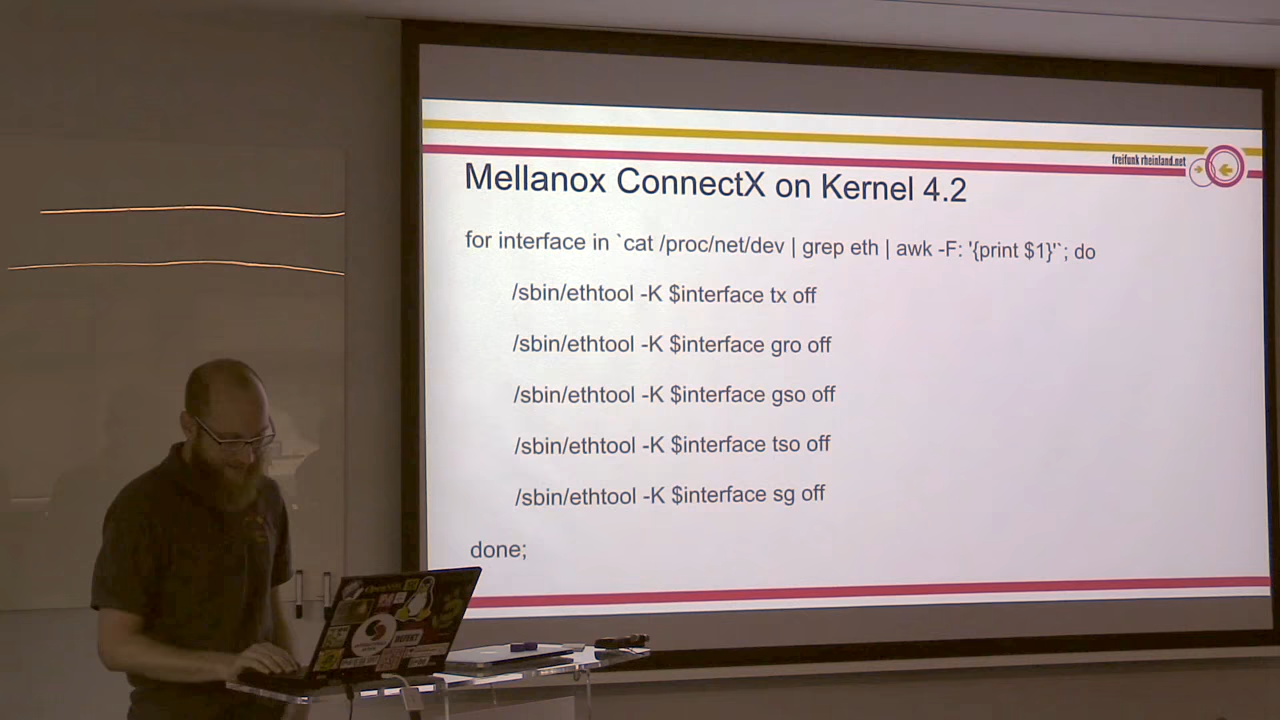 freifunk rheinland.net
Mellanox ConnectX on Kernel 4.2
for interface in `cat /proc/net/dev | grep eth | awk -F: '{print $1}'`; do
/sbin/ethtool -K $interface tx off
/sbin/ethtool -K $interface gro off
/sbin/ethtool -K $interface gso off
/sbin/ethtool -K $interface tso off
/sbin/ethtool -K $interface sg off
done;